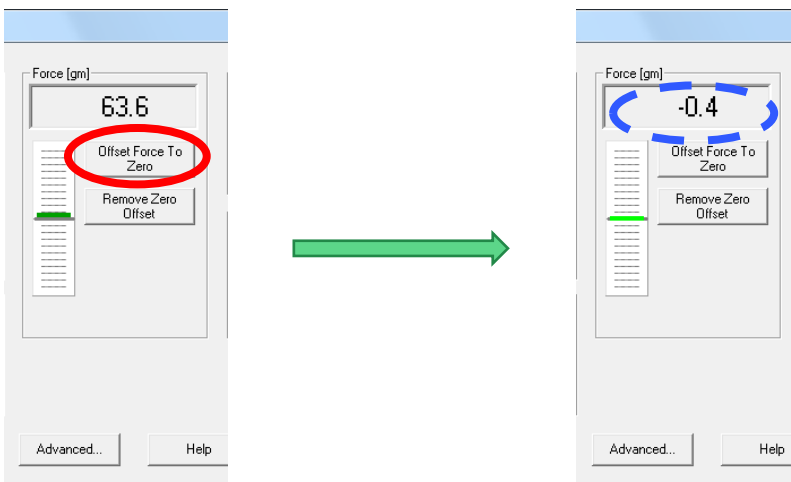 Force [gm]
63.6
Offset Force To
Zero
Remove Zero
Offset
Advanced...
Help
Force [gm]
-0.4
Offset Force To
Zero
Remove Zero
Offset
Advanced...
Help